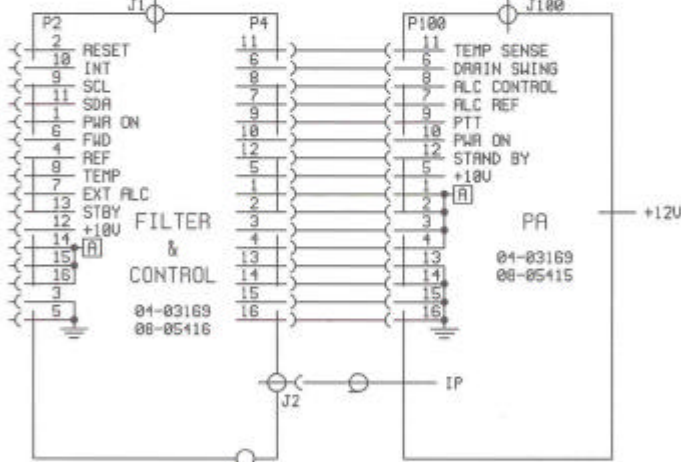 J1
J100
P2
P4
P100
2 RESET
10 INT
9 SCL
11 SDA
1 PWR ON
6 FWD
4 REF
8 TEMP
7 EXT ALC
13 STBY
12 +10V
14 A
15
16
3
5
FILTER
&
CONTROL
04-03169
08-05416
11
6
8
7
9
10
12
5
1
2
3
4
13
14
15
16
11 TEMP SENSE
6 DRAIN SWING
8 ALC CONTROL
7 ALC REF
9 PTT
10 PWR ON
12 STAND BY
5 +10V
1 A
2
3
4
13
14
15
16
PA
04-03169
08-05415
+12V
J2
IP